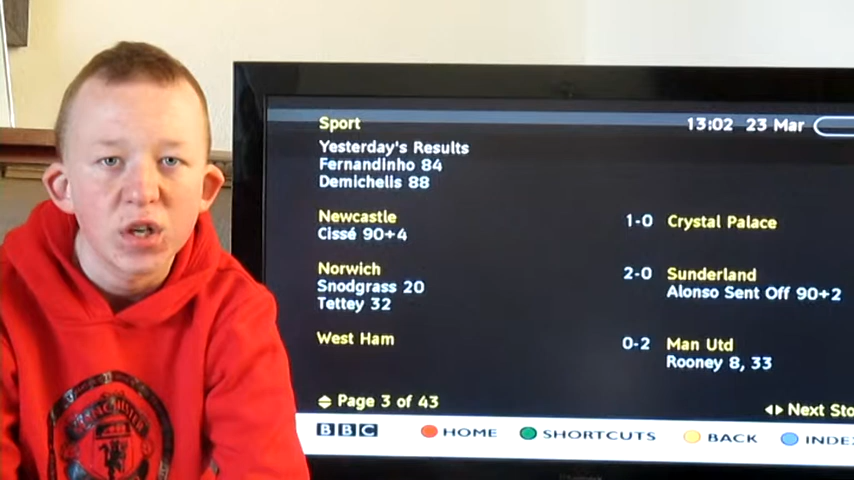 Sport 13:02 23 Mar
Yesterday's Results
Fernandinho 84
Demichelis 88
Newcastle 1-0 Crystal Palace
Cissé 90+4
Norwich 2-0 Sunderland
Snodgrass 20 Alonso Sent Off 90+2
Tettey 32
West Ham 0-2 Man Utd
Rooney 8, 33
Page 3 of 43 Next Sto
BBC HOME SHORTCUTS BACK INDE